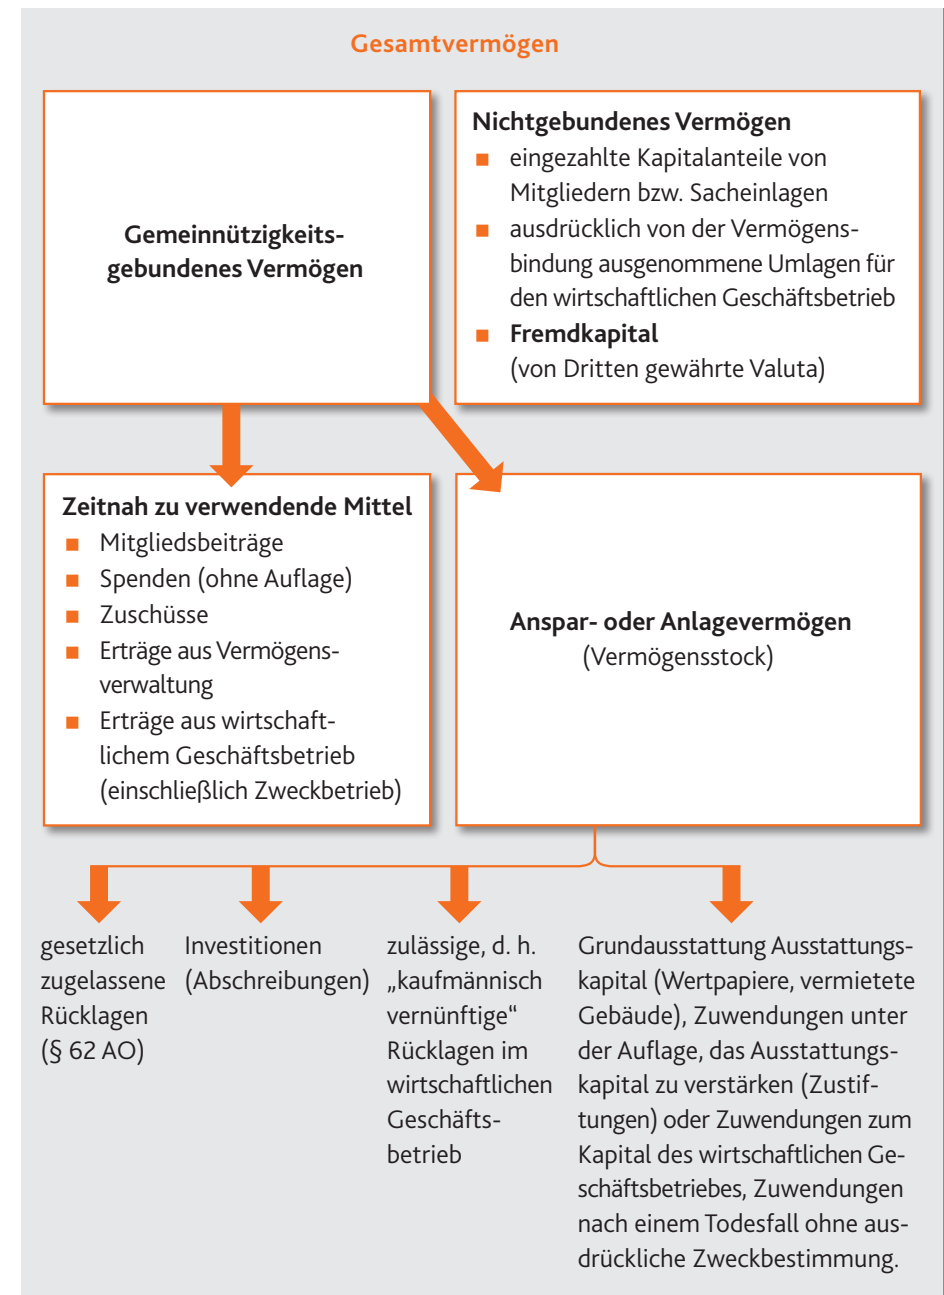 Gesamtvermögen
Gemeinnützigkeits-
gebundenes Vermögen
Nichtgebundenes Vermögen
■ eingezahlte Kapitalanteile von
Mitgliedern bzw. Sacheinlagen
■ ausdrücklich von der Vermögens-
bindung ausgenommene Umlagen für
den wirtschaftlichen Geschäftsbetrieb
■ Fremdkapital
(von Dritten gewährte Valuta)
Zeitnah zu verwendende Mittel
■ Mitgliedsbeiträge
■ Spenden (ohne Auflage)
■ Zuschüsse
■ Erträge aus Vermögens-
verwaltung
■ Erträge aus wirtschaft-
lichem Geschäftsbetrieb
(einschließlich Zweckbetrieb)
Anspar- oder Anlagevermögen
(Vermögensstock)
gesetzlich
zugelassene
Rücklagen
(§ 62 AO)
Investitionen
(Abschreibungen)
zulässige, d. h.
„kaufmännisch
vernünftige“
Rücklagen im
wirtschaftlichen
Geschäfts-
betrieb
Grundausstattung Ausstattungs-
kapital (Wertpapiere, vermietete
Gebäude), Zuwendungen unter
der Auflage, das Ausstattungs-
kapital zu verstärken (Zustif-
tungen) oder Zuwendungen zum
Kapital des wirtschaftlichen Ge-
schäftsbetriebes, Zuwendungen
nach einem Todesfall ohne aus-
drückliche Zweckbestimmung.